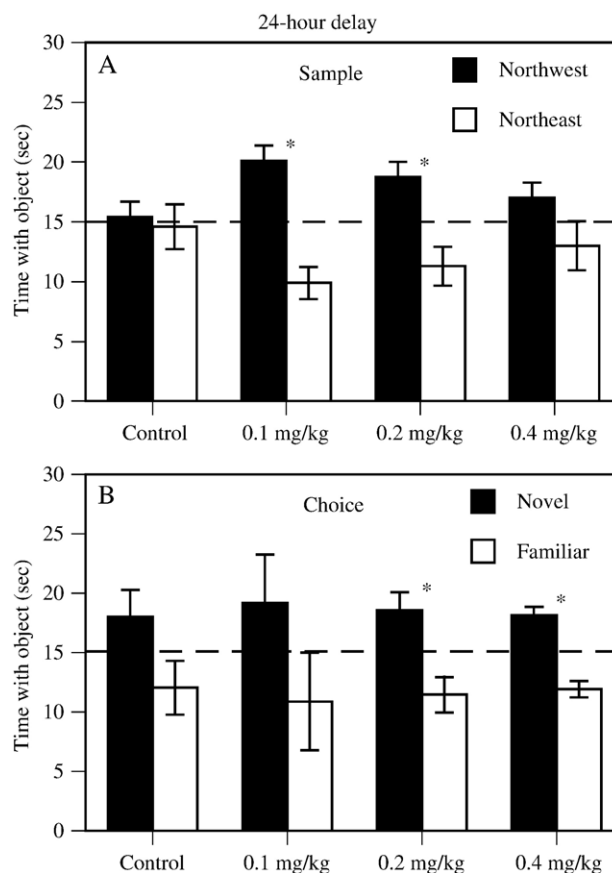 24-hour delay
A
Sample
Northwest
Northeast
Time with object (sec)
30
25
20
15
10
5
0
*
*
Control
0.1 mg/kg
0.2 mg/kg
0.4 mg/kg
B
Choice
Novel
Familiar
Time with object (sec)
30
25
20
15
10
5
0
*
*
Control
0.1 mg/kg
0.2 mg/kg
0.4 mg/kg